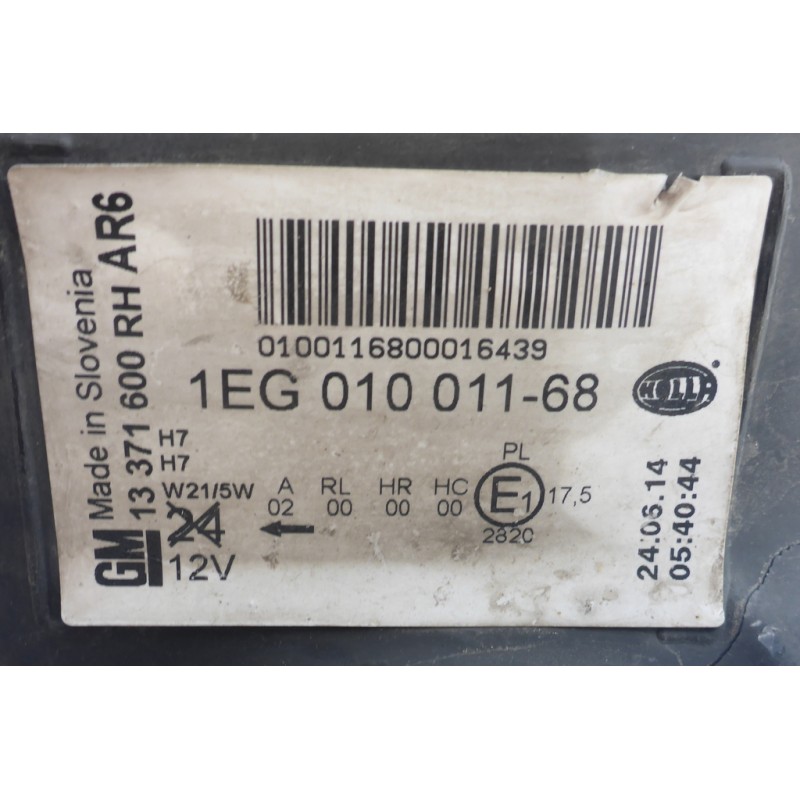 GM Made in Slovenia
13 371 600 RH AR6
0100116800016439
1EG 010 011-68
HELLA
®
H7
H7
W21/5W
24
12V
A RL HR HC
02 00 00 00
PL
E1
17,5
2820
24.06.14
05:40:44